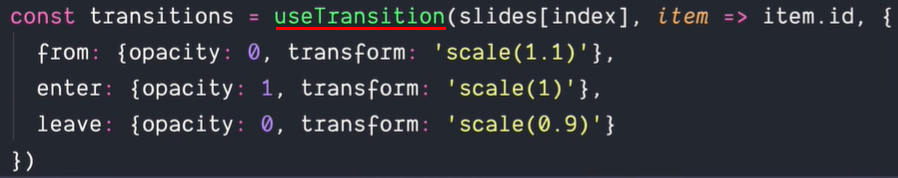 const transitions = useTransition(slides[index], item => item.id, {
from: {opacity: 0, transform: 'scale(1.1)'},
enter: {opacity: 1, transform: 'scale(1)'},
leave: {opacity: 0, transform: 'scale(0.9)'}
})